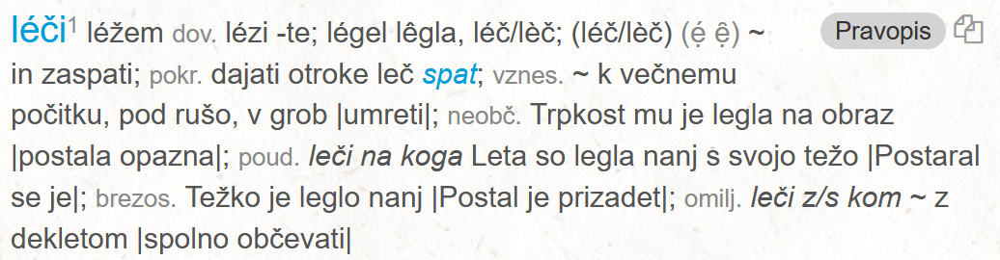 léči¹ léžem dov. lézi -te; légel lêgla, léč/lèč; (léč/lèč) (ẹ́ ẹ̑) ~ Pravopis
in zaspati; pokr. dajati otroke leč spat; vznes. ~ k večnemu
počitku, pod rušo, v grob |umreti|; neobč. Trpkost mu je legla na obraz
|postala opazna|; poud. leči na koga Leta so legla nanj s svojo težo |Postaral
se je|; brezos. Težko je leglo nanj |Postal je prizadet|; omilj. leči z/s kom ~ z
dekletom |spolno občevati|